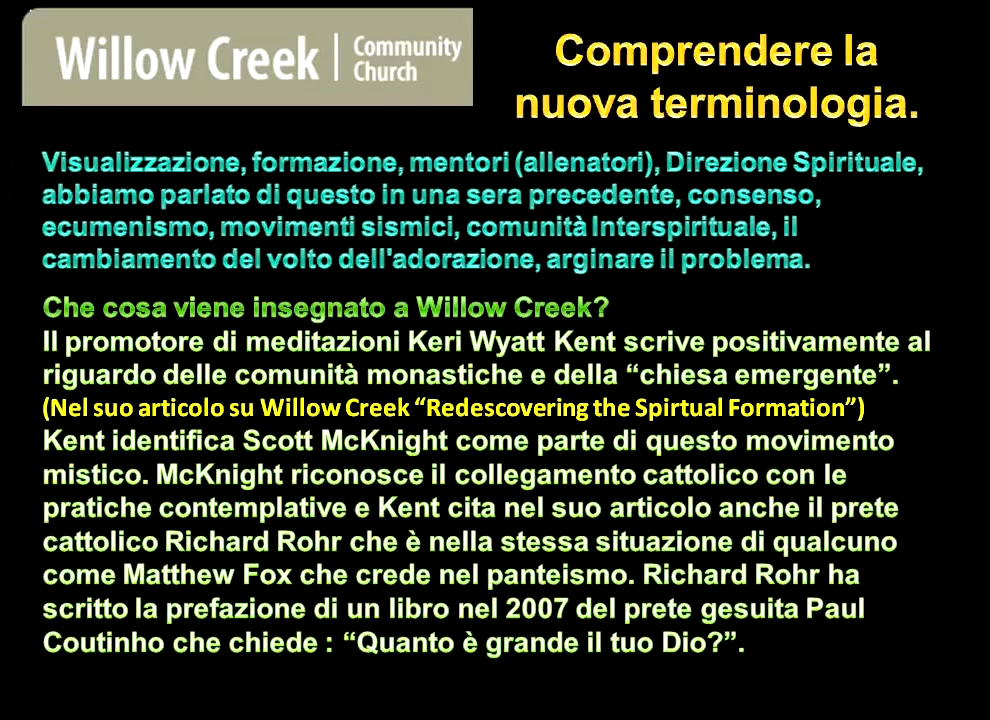 Willow Creek | Community Church
Comprendere la
nuova terminologia.
Visualizzazione, formazione, mentori (allenatori), Direzione Spirituale,
abbiamo parlato di questo in una sera precedente, consenso,
ecumenismo, movimenti sismici, comunità Interspirituale, il
cambiamento del volto dell'adorazione, arginare il problema.
Che cosa viene insegnato a Willow Creek?
Il promotore di meditazioni Keri Wyatt Kent scrive positivamente al
riguardo delle comunità monastiche e della “chiesa emergente”.
(Nel suo articolo su Willow Creek “Redescovering the Spirtual Formation”)
Kent identifica Scott McKnight come parte di questo movimento
mistico. McKnight riconosce il collegamento cattolico con le
pratiche contemplative e Kent cita nel suo articolo anche il prete
cattolico Richard Rohr che è nella stessa situazione di qualcuno
come Matthew Fox che crede nel panteismo. Richard Rohr ha
scritto la prefazione di un libro nel 2007 del prete gesuita Paul
Coutinho che chiede : “Quanto è grande il tuo Dio?”.